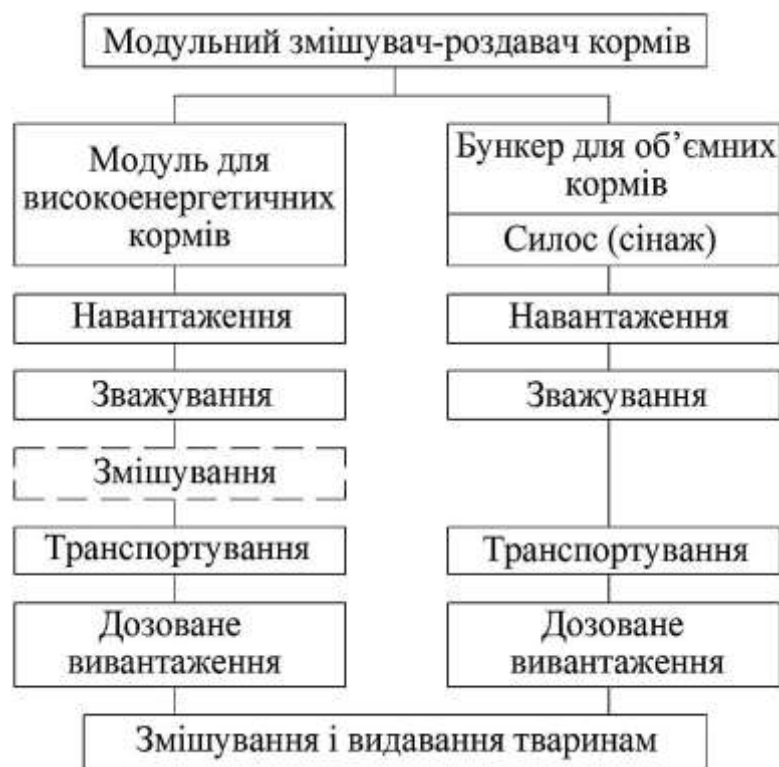 Модульний змішувач-роздавач кормів
Модуль для
високоенергетичних
кормів
Бункер для об’ємних
кормів
Силос (сінаж)
Навантаження
Навантаження
Зважування
Зважування
Змішування
Транспортування
Транспортування
Дозоване
вивантаження
Дозоване
вивантаження
Змішування і видавання тваринам